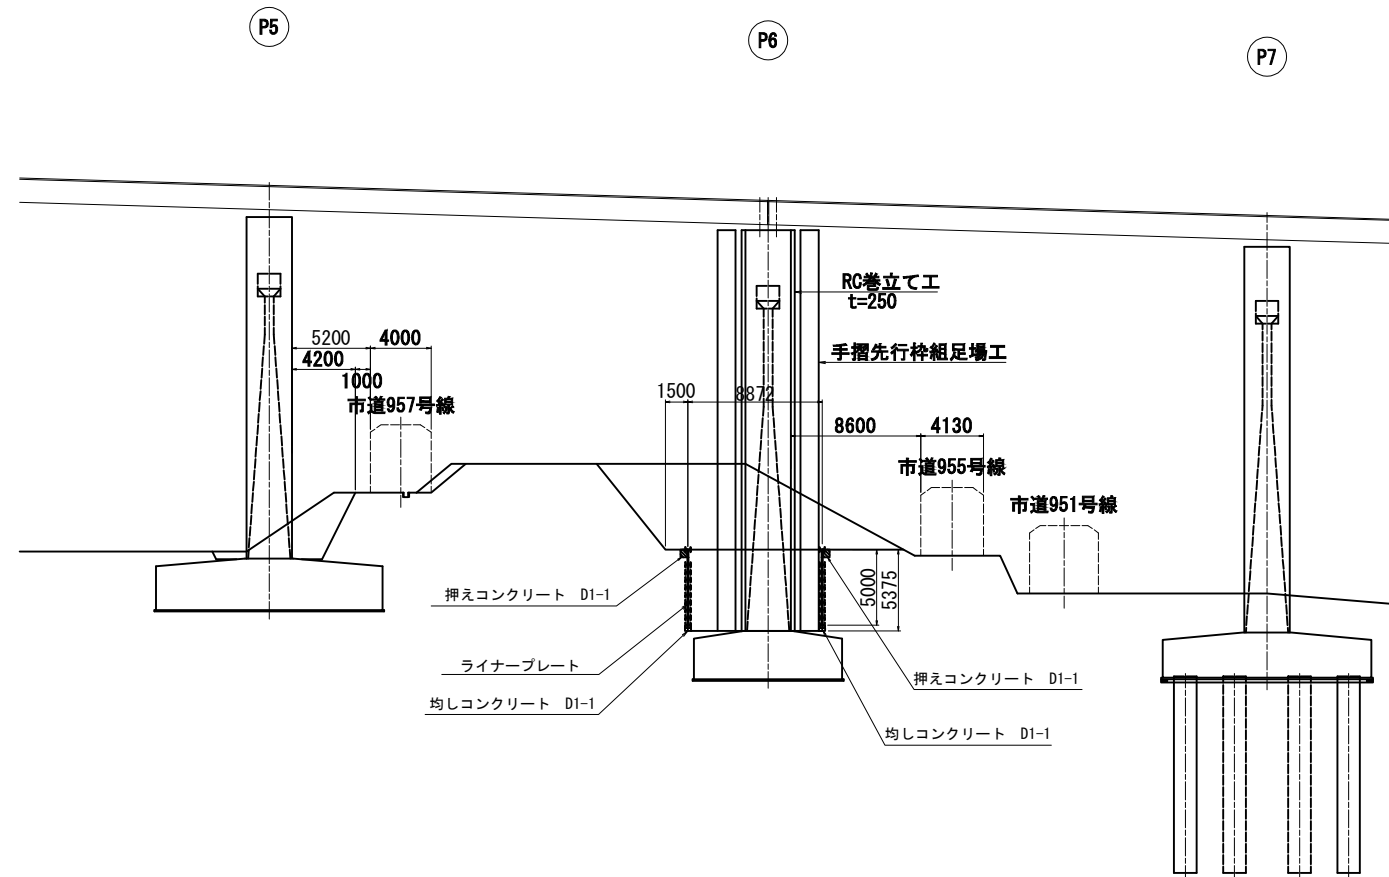 P5
P6
P7
RC巻立て工
t=250
5200
4000
手摺先行枠組足場工
4200
1000
1500
8872
市道957号線
8600
4130
市道955号線
市道951号線
押えコンクリート D1-1
5000
5375
ライナープレート
押えコンクリート D1-1
均しコンクリート D1-1
均しコンクリート D1-1